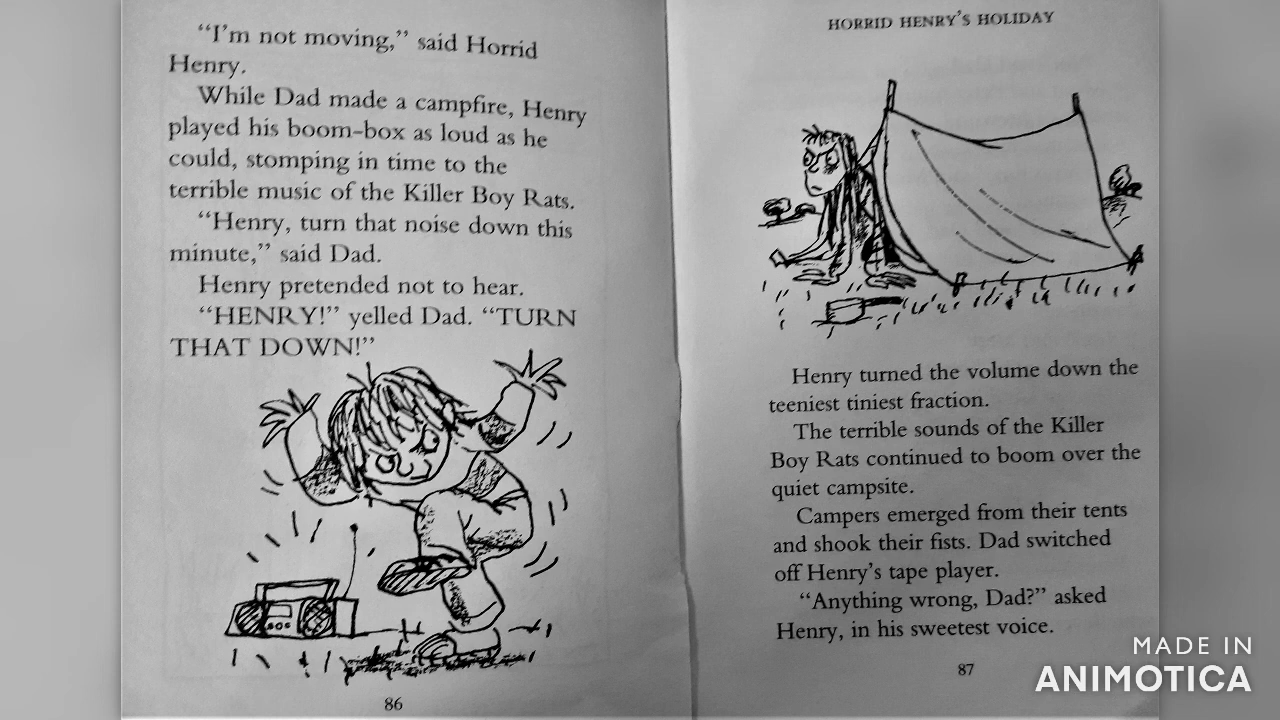 “I’m not moving,” said Horrid
Henry.
While Dad made a campfire, Henry
played his boom-box as loud as he
could, stomping in time to the
terrible music of the Killer Boy Rats.
“Henry, turn that noise down this
minute,” said Dad.
Henry pretended not to hear.
“HENRY!” yelled Dad. “TURN
THAT DOWN!”
86
HORRID HENRY’S HOLIDAY
Henry turned the volume down the
teeniest tiniest fraction.
The terrible sounds of the Killer
Boy Rats continued to boom over the
quiet campsite.
Campers emerged from their tents
and shook their fists. Dad switched
off Henry’s tape player.
“Anything wrong, Dad?” asked
Henry, in his sweetest voice.
87
MADE IN
ANIMOTICA